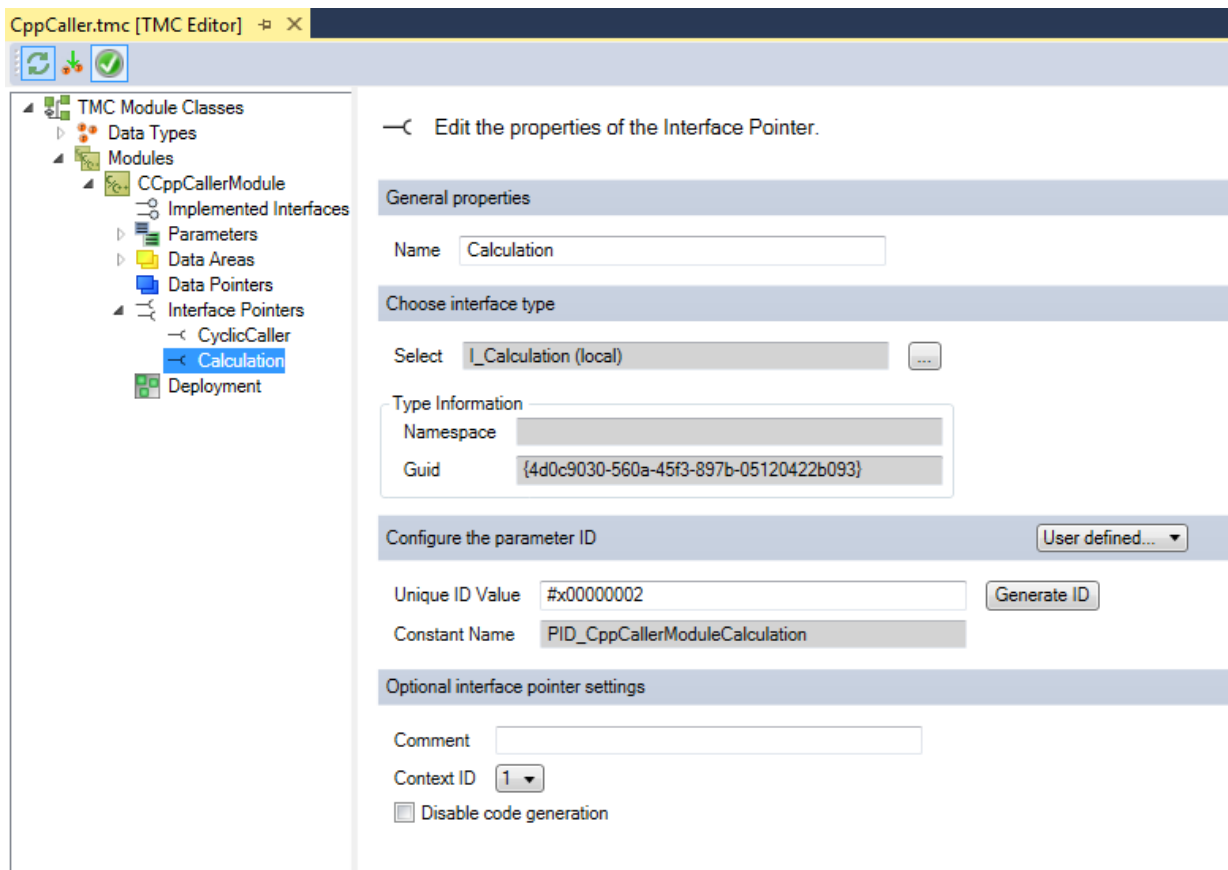 CppCaller.tmc [TMC Editor]
TMC Module Classes
Data Types
Modules
CCppCallerModule
Implemented Interfaces
Parameters
Data Areas
Data Pointers
Interface Pointers
CyclicCaller
Calculation
Deployment
Edit the properties of the Interface Pointer.
General properties
Name Calculation
Choose interface type
Select I_Calculation (local) ...
Type Information
Namespace
Guid {4d0c9030-560a-45f3-897b-05120422b093}
Configure the parameter ID User defined...
Unique ID Value #x00000002 Generate ID
Constant Name PID_CppCallerModuleCalculation
Optional interface pointer settings
Comment
Context ID 1
Disable code generation